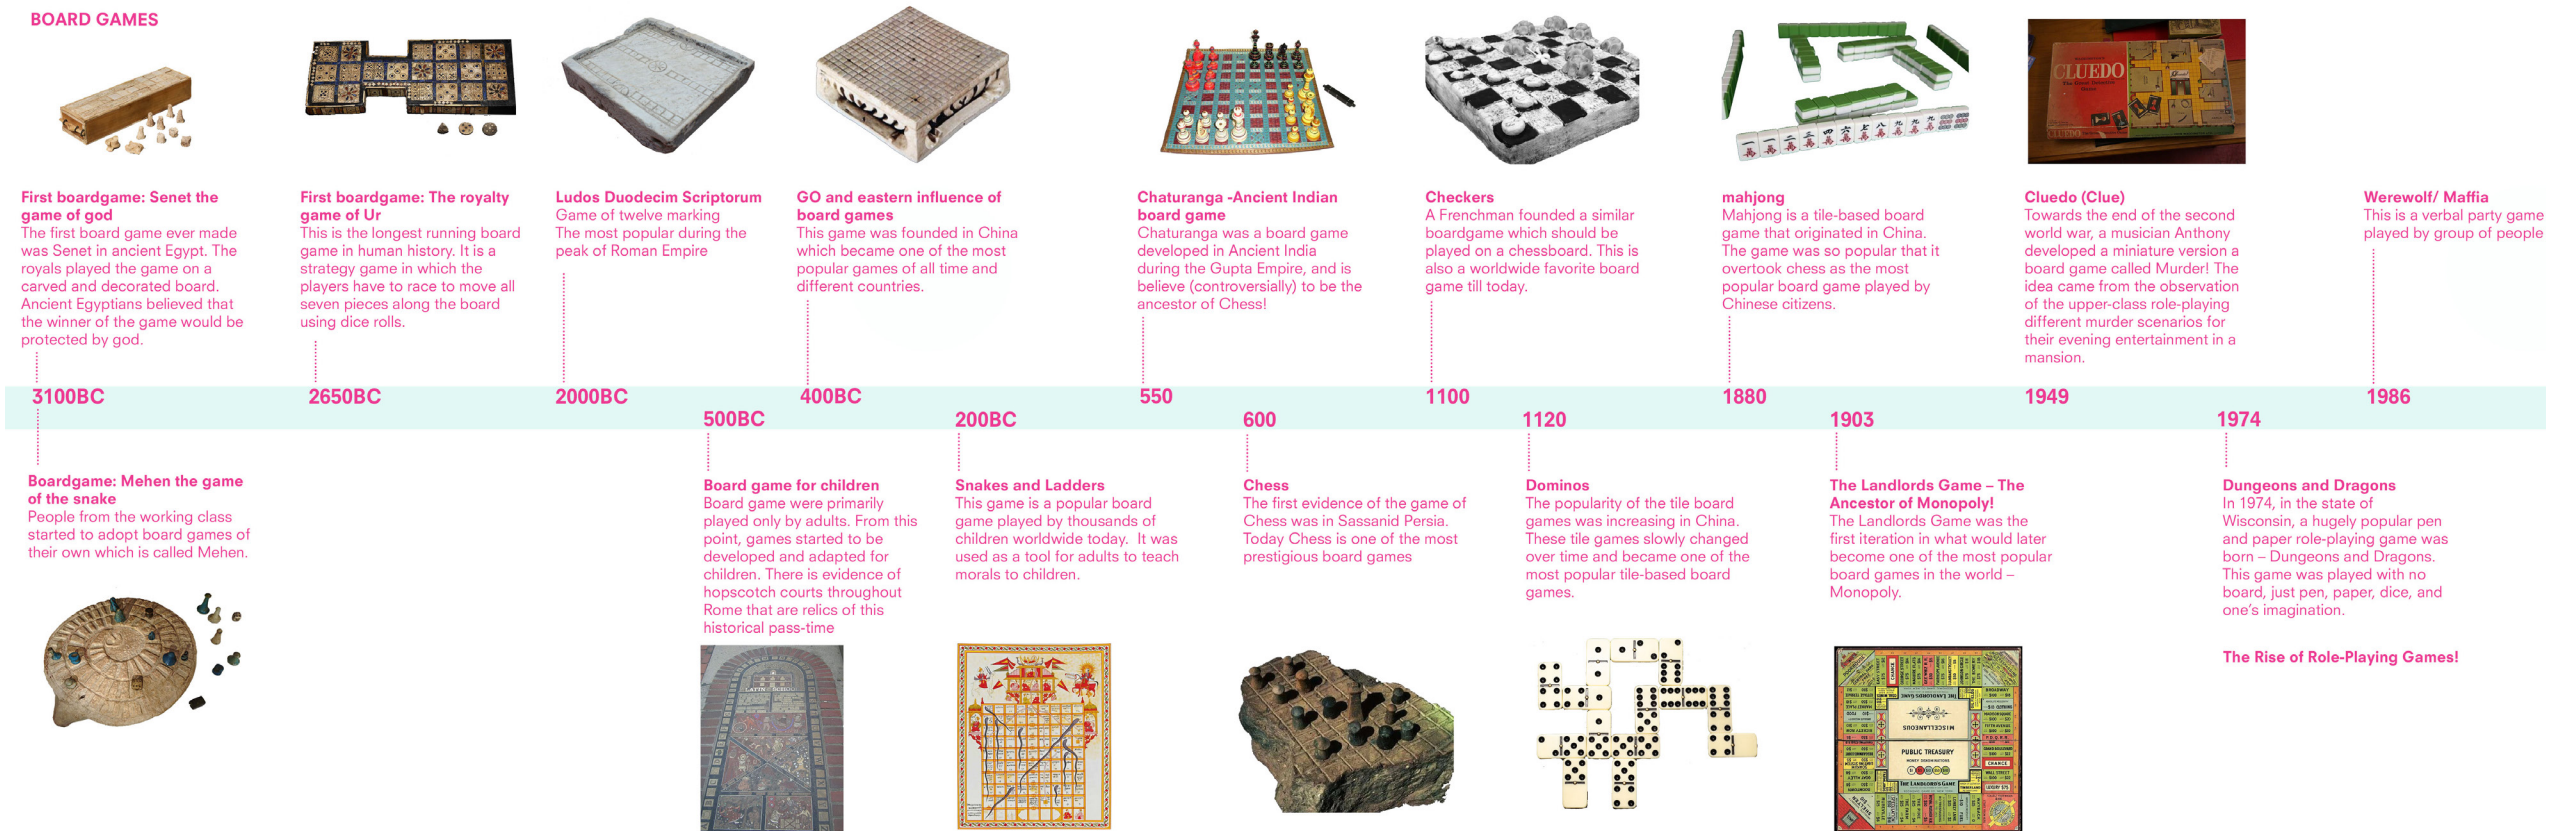 BOARD GAMES
First boardgame: Senet the
game of god
The first board game ever made
was Senet in ancient Egypt. The
royals played the game on a
carved and decorated board.
Ancient Egyptians believed that
the winner of the game would be
protected by god.
First boardgame: The royalty
game of Ur
This is the longest running board
game in human history. It is a
strategy game in which the
players have to race to move all
seven pieces along the board
using dice rolls.
Ludos Duodecim Scriptorum
Game of twelve marking
The most popular during the
peak of Roman Empire
GO and eastern influence of
board games
This game was founded in China
which became one of the most
popular games of all time and
different countries.
Chaturanga -Ancient Indian
board game
Chaturanga was a board game
developed in Ancient India
during the Gupta Empire, and is
believe (controversially) to be the
ancestor of Chess!
Checkers
A Frenchman founded a similar
boardgame which should be
played on a chessboard. This is
also a worldwide favorite board
game till today.
mahjong
Mahjong is a tile-based board
game that originated in China.
The game was so popular that it
overtook chess as the most
popular board game played by
Chinese citizens.
CLUEDO
CLUEDO
Cluedo (Clue)
Towards the end of the second
world war, a musician Anthony
developed a miniature version a
board game called Murder! The
idea came from the observation
of the upper-class role-playing
different murder scenarios for
their evening entertainment in a
mansion.
Werewolf/ Maffia
This is a verbal party game
played by group of people
3100BC
2650BC
2000BC
400BC
550
1100
1880
1949
1986
500BC
200BC
600
1120
1903
1974
Boardgame: Mehen the game
of the snake
People from the working class
started to adopt board games of
their own which is called Mehen.
Board game for children
Board game were primarily
played only by adults. From this
point, games started to be
developed and adapted for
children. There is evidence of
hopscotch courts throughout
Rome that are relics of this
historical pass-time
LATIN SCHOOL
Snakes and Ladders
This game is a popular board
game played by thousands of
children worldwide today.  It was
used as a tool for adults to teach
morals to children.
Chess
The first evidence of the game of
Chess was in Sassanid Persia.
Today Chess is one of the most
prestigious board games
Dominos
The popularity of the tile board
games was increasing in China.
These tile games slowly changed
over time and became one of the
most popular tile-based board
games.
The Landlords Game – The
Ancestor of Monopoly!
The Landlords Game was the
first iteration in what would later
become one of the most popular
board games in the world –
Monopoly.
THE LANDLORDS GAME
MISCELLANEOUS
PUBLIC TREASURY
MONEY DENOMINATIONS
THE LANDLORD'S GAME
CHANCE
CHANCE
WALL STREET
LUXURY $75
Dungeons and Dragons
In 1974, in the state of
Wisconsin, a hugely popular pen
and paper role-playing game was
born – Dungeons and Dragons.
This game was played with no
board, just pen, paper, dice, and
one's imagination.
The Rise of Role-Playing Games!